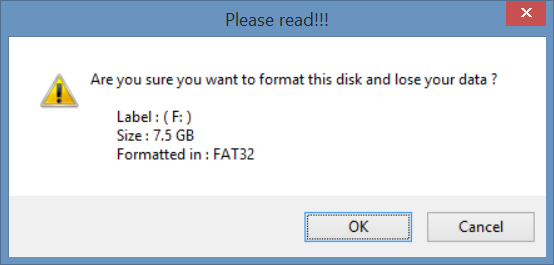 Please read!!!
Are you sure you want to format this disk and lose your data ?
Label : ( F: )
Size : 7.5 GB
Formatted in : FAT32
OK
Cancel